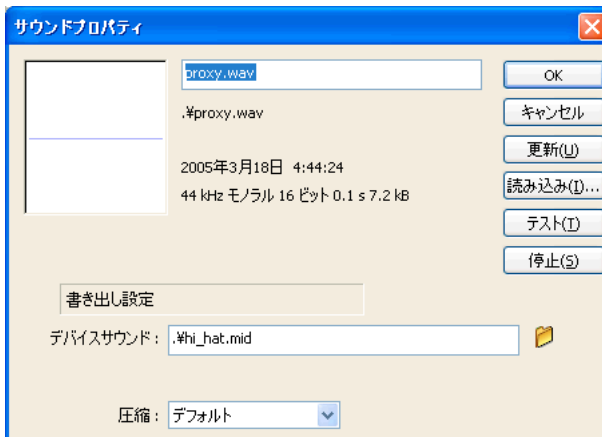 サウンドプロパティ
proxy.wav
OK
.¥proxy.wav
キャンセル
更新(U)
2005年3月18日 4:44:24
44 kHz モノラル 16 ビット 0.1 s 7.2 kB
読み込み(I)...
テスト(T)
停止(S)
書き出し設定
デバイスサウンド: .¥hi_hat.mid
圧縮: デフォルト